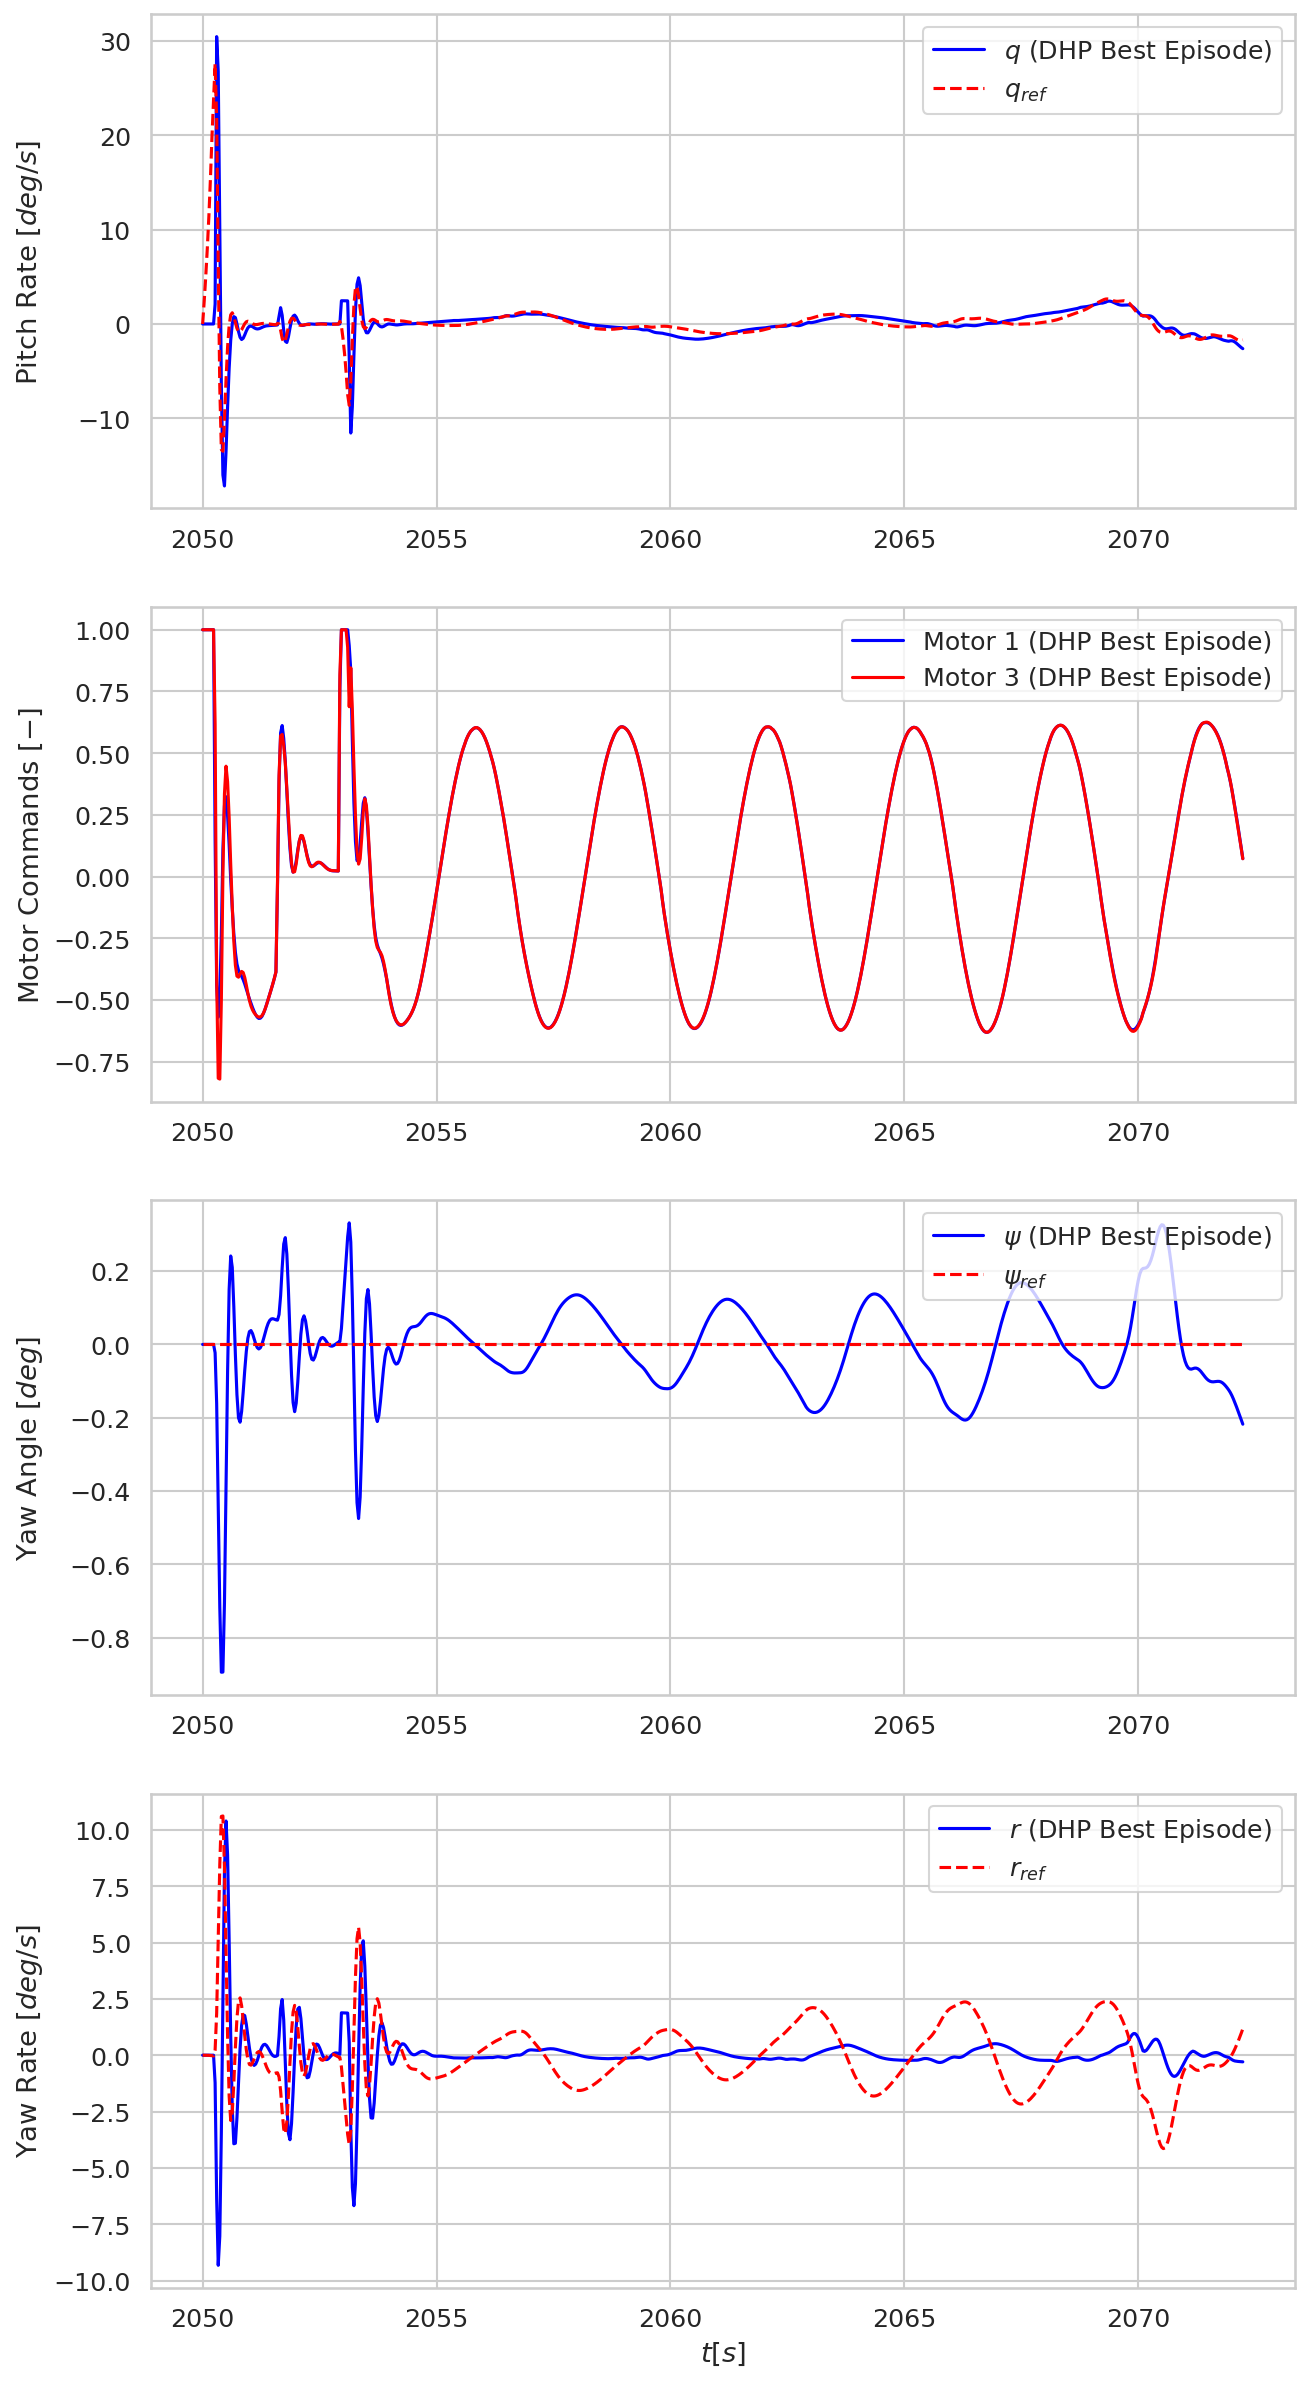 30
20
10
0
−10
Pitch Rate [deg/s]
q (DHP Best Episode)
q_ref
2050 2055 2060 2065 2070
1.00
0.75
0.50
0.25
0.00
−0.25
−0.50
−0.75
Motor Commands [−]
Motor 1 (DHP Best Episode)
Motor 3 (DHP Best Episode)
2050 2055 2060 2065 2070
0.2
0.0
−0.2
−0.4
−0.6
−0.8
Yaw Angle [deg]
ψ (DHP Best Episode)
ψ_ref
2050 2055 2060 2065 2070
10.0
7.5
5.0
2.5
0.0
−2.5
−5.0
−7.5
−10.0
Yaw Rate [deg/s]
r (DHP Best Episode)
r_ref
2050 2055 2060 2065 2070
t[s]